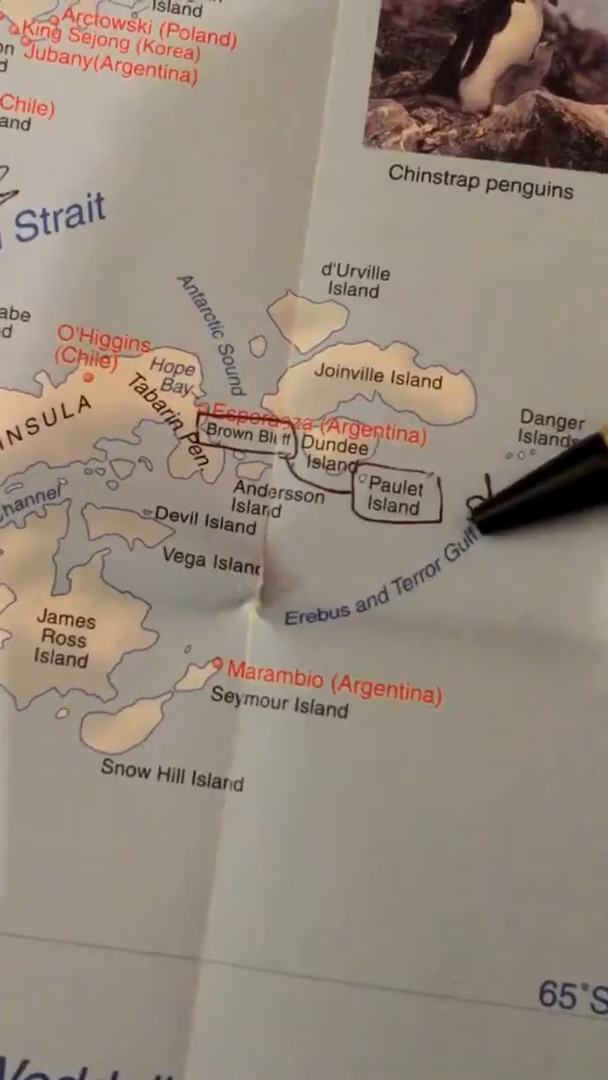 Island
Arctowski (Poland)
King Sejong (Korea)
Jubany(Argentina)
Chile)
and
Strait
Chinstrap penguins
d'Urville
Island
Antarctic Sound
O'Higgins
(Chile)
Hope
Bay
Tabarin Pen.
Joinville Island
INSULA
Esperanza (Argentina)
Brown Bluff
Dundee
Island
Danger
Islands
Paulet
Island
Andersson
Island
hannel
Devil Island
Vega Island
Erebus and Terror Gulf
James
Ross
Island
Marambio (Argentina)
Seymour Island
Snow Hill Island
65°S